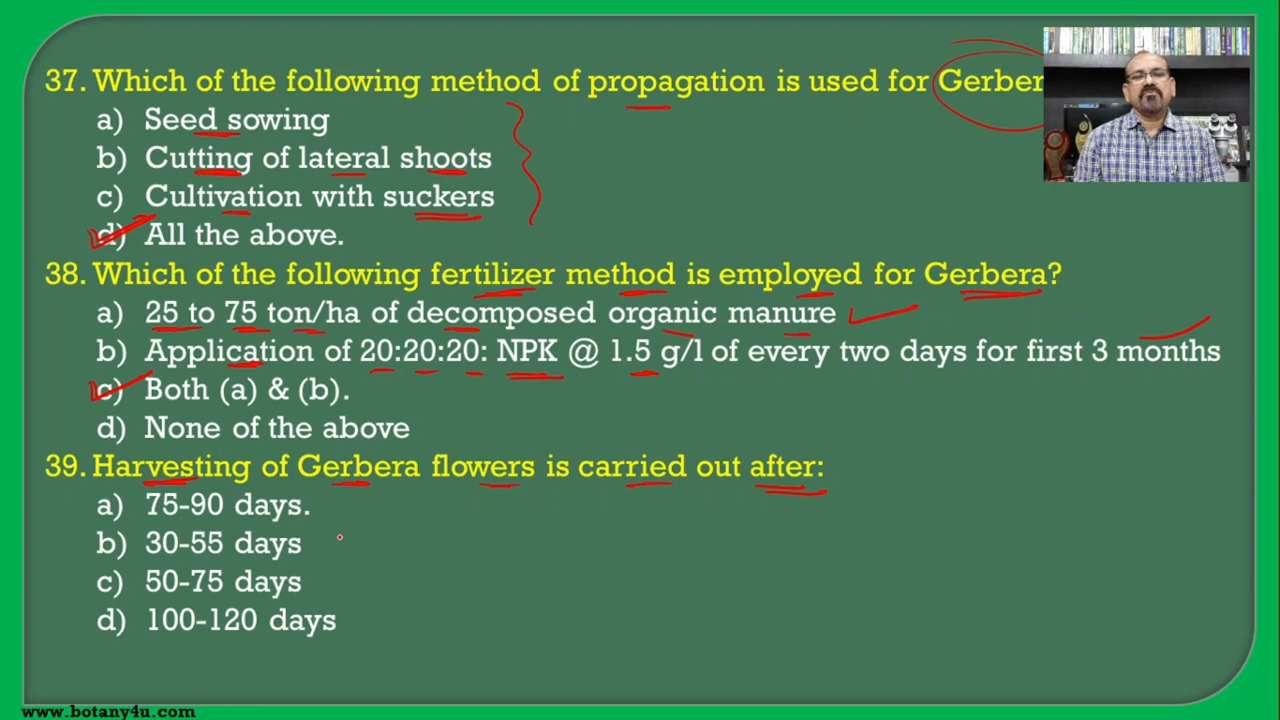 37. Which of the following method of propagation is used for Gerber
a) Seed sowing
b) Cutting of lateral shoots
c) Cultivation with suckers
d) All the above.
38. Which of the following fertilizer method is employed for Gerbera?
a) 25 to 75 ton/ha of decomposed organic manure
b) Application of 20:20:20: NPK @ 1.5 g/l of every two days for first 3 months
c) Both (a) & (b).
d) None of the above
39. Harvesting of Gerbera flowers is carried out after:
a) 75-90 days.
b) 30-55 days
c) 50-75 days
d) 100-120 days
www.botany4u.com